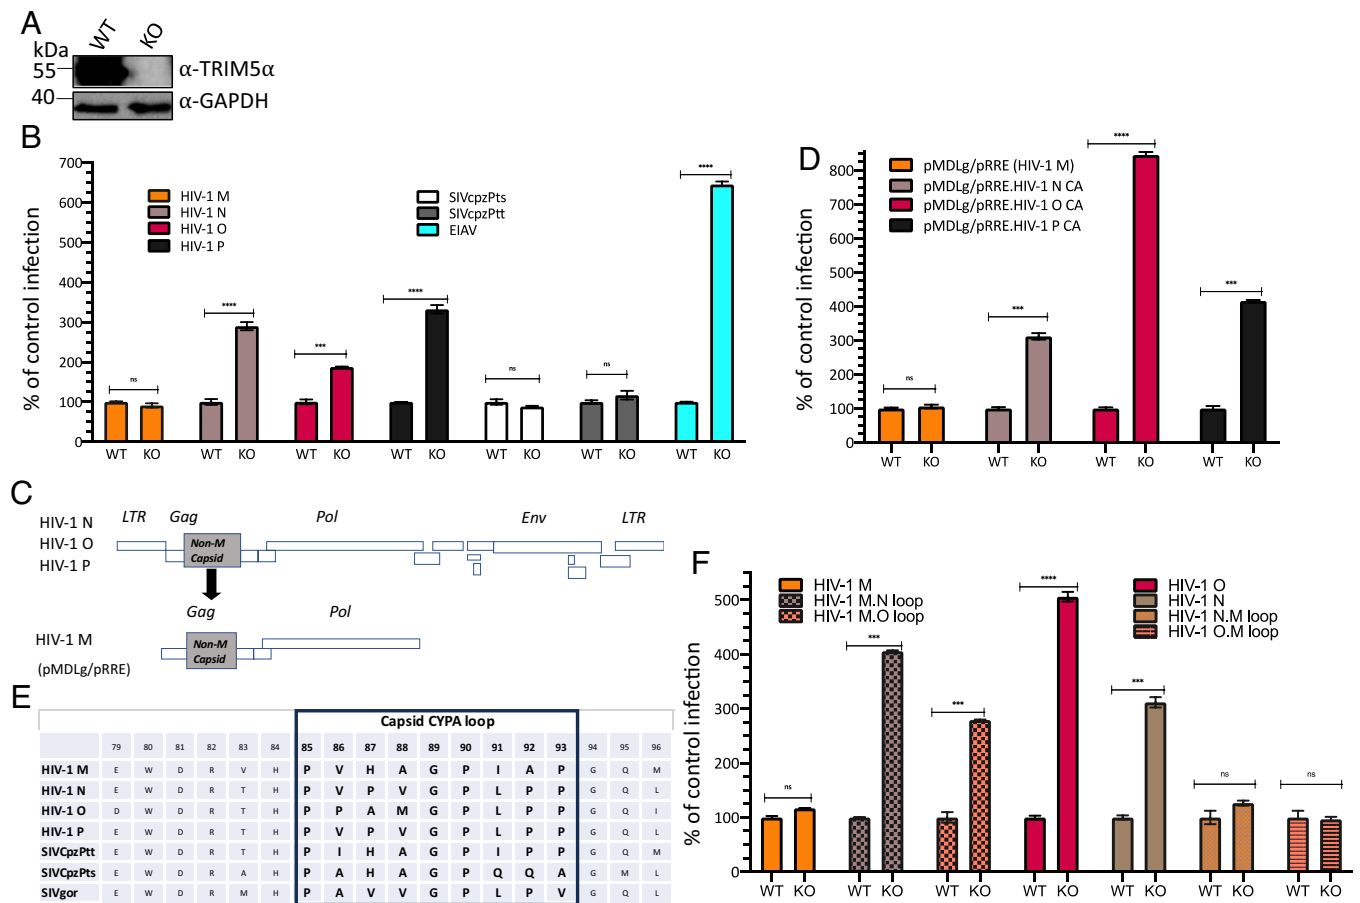 A
WT KO
kDa
55 α-TRIM5α
40 α-GAPDH
B
% of control infection
700
600
500
400
300
200
100
0
HIV-1 M
HIV-1 N
HIV-1 O
HIV-1 P
SIVcpzPts
SIVcpzPtt
EIAV
ns **** *** **** ns ns ****
WT KO WT KO WT KO WT KO WT KO WT KO WT KO
D
% of control infection
800
700
600
500
400
300
200
100
0
pMDLg/pRRE (HIV-1 M)
pMDLg/pRRE.HIV-1 N CA
pMDLg/pRRE.HIV-1 O CA
pMDLg/pRRE.HIV-1 P CA
ns *** **** ***
WT KO WT KO WT KO WT KO
C
HIV-1 N
HIV-1 O
HIV-1 P
LTR Gag Pol Env LTR
Non-M
Capsid
Gag Pol
HIV-1 M
(pMDLg/pRRE)
Non-M
Capsid
E
Capsid CYPA loop
79 80 81 82 83 84 85 86 87 88 89 90 91 92 93 94 95 96
HIV-1 M E W D R V H P V H A G P I A P G Q M
HIV-1 N E W D R T H P V P V G P L P P G Q L
HIV-1 O D W D R T H P P A M G P L P P G Q I
HIV-1 P E W D R T H P V P V G P L P P G Q L
SIVCpzPtt E W D R T H P I H A G P I P P G Q M
SIVCpzPts E W D R A H P A H A G P Q Q A G M L
SIVgor E W D R M H P A V V G P L P V G Q L
F
% of control infection
500
400
300
200
100
0
HIV-1 M
HIV-1 M.N loop
HIV-1 M.O loop
HIV-1 O
HIV-1 N
HIV-1 N.M loop
HIV-1 O.M loop
ns *** *** **** *** ns ns
WT KO WT KO WT KO WT KO WT KO WT KO WT KO